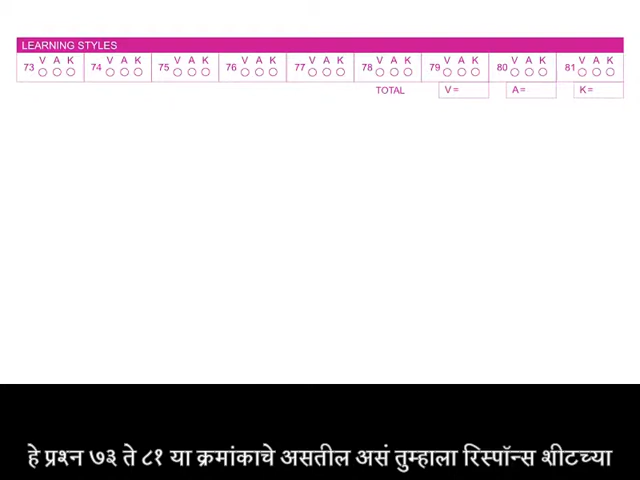 LEARNING STYLES
73 V A K 74 V A K 75 V A K 76 V A K 77 V A K 78 V A K 79 V A K 80 V A K 81 V A K
TOTAL V = A = K =
हे प्रश्न ७३ ते ८१ या क्रमांकाचे असतील असं तुम्हाला रिस्पॉन्स शीटच्या